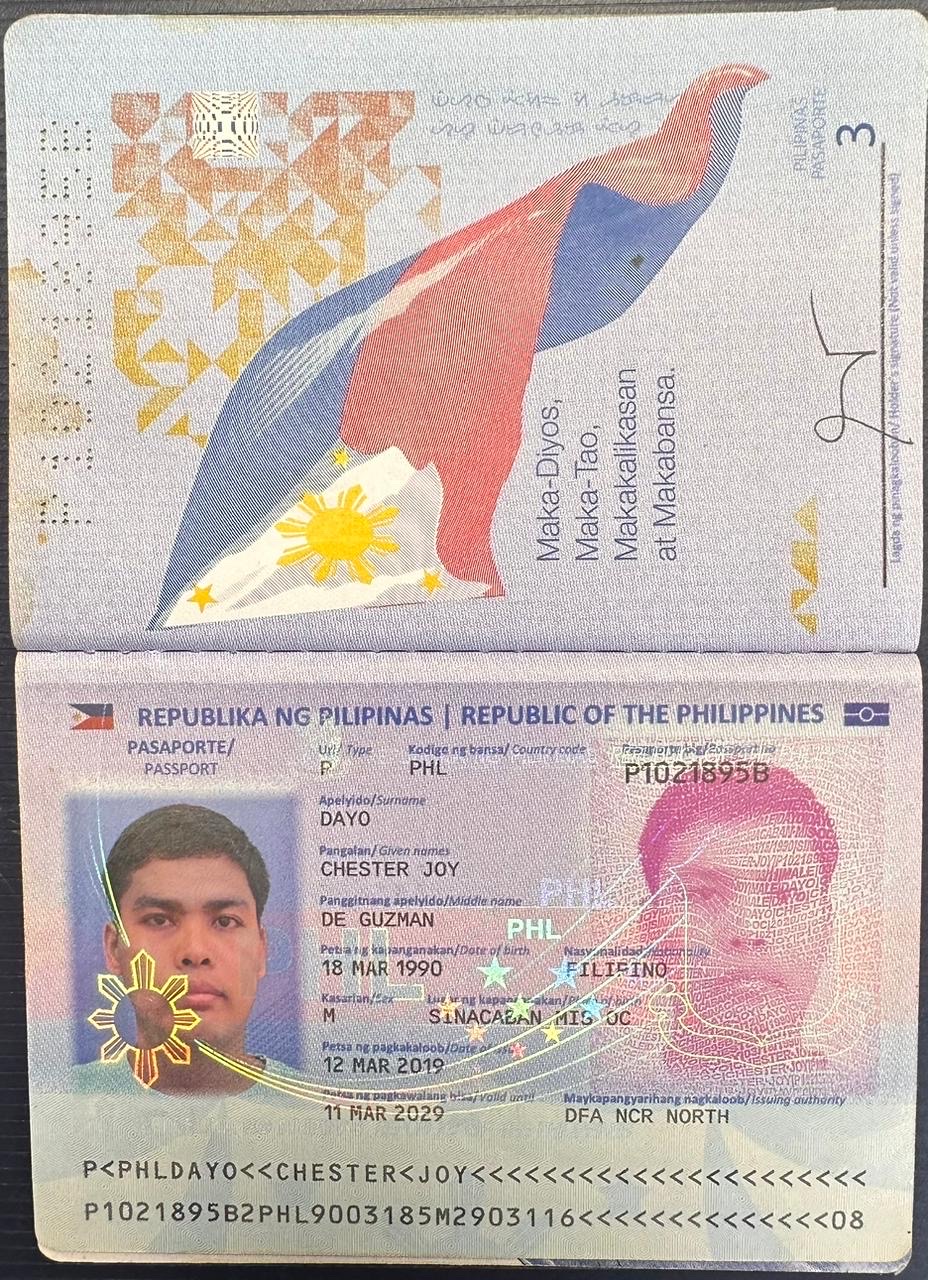 PILIPINAS
PASAPORTE
3
Maka-Diyos,
Maka-Tao,
Makakalikasan
at Makabansa.
Lagda ng pinagkalooban/ Holder's signature (Not valid unless signed)
REPUBLIKA NG PILIPINAS | REPUBLIC OF THE PHILIPPINES
PASAPORTE/
PASSPORT
Uri/ Type
Kodigo ng bansa/ Country code
Pasaporte blg/Passport no
P
PHL
P1021895B
Apelyido/Surname
DAYO
Pangalan/ Given names
CHESTER JOY
Panggitnang apelyido/Middle name
DE GUZMAN
PHL
PHL
Petsa ng kapanganakan/Date of birth
Nasyonalidad/Nationality
18 MAR 1990
FILIPINO
Kasarian/Sex
Lugar ng kapanganakan/Place of birth
M
SINACABAN MIS OC
Petsa ng pagkakaloob/Date of issue
12 MAR 2019
Petsa ng pagkawalang bisa/Valid until
Maykapangyarihang nagkaloob/Issuing authority
11 MAR 2029
DFA NCR NORTH
P<PHLDAYO<<CHESTER<JOY<<<<<<<<<<<<<<<<<<<<<<
P1021895B2PHL9003185M2903116<<<<<<<<<<<<<<08